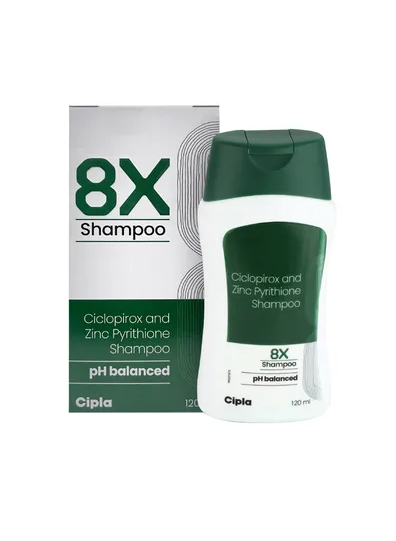 8X
Shampoo
Ciclopirox and
Zinc Pyrithione
Shampoo
pH balanced
Cipla
120
Ciclopirox and
Zinc Pyrithione
Shampoo
8X
Shampoo
pH balanced
Cipla
120 ml